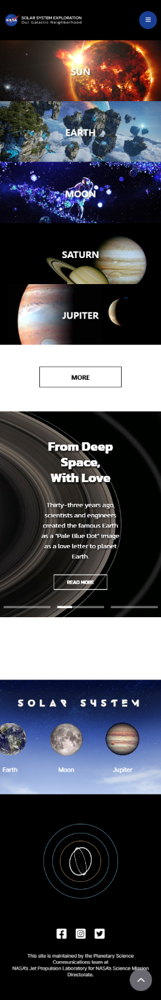 NASA
SOLAR SYSTEM EXPLORATION
Our Galactic Neighborhood
SUN
EARTH
MOON
SATURN
JUPITER
MORE
From Deep
Space,
With Love
Thirty-three years ago,
scientists and engineers
created the famous Earth
as a "Pale Blue Dot" image
as a love letter to planet
Earth.
READ MORE
SOLAR SYSTEM
Earth
Moon
Jupiter
This site is maintained by the Planetary Science
Communications team at
NASA's Jet Propulsion Laboratory for NASA's Science Mission
Directorate.